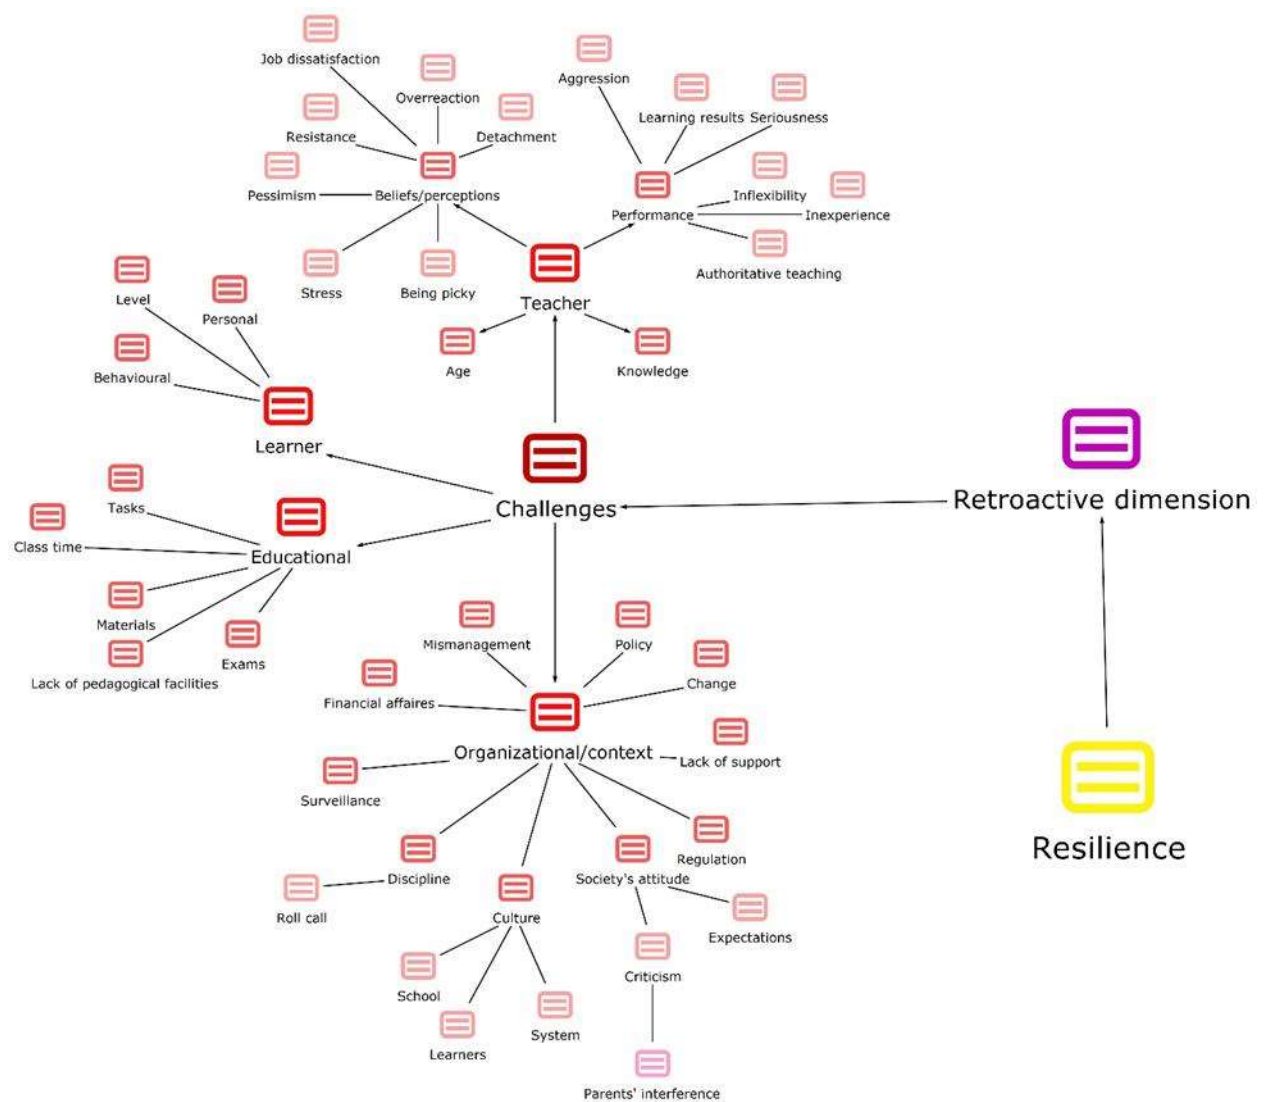 Job dissatisfaction
Overreaction
Aggression
Learning results
Seriousness
Resistance
Detachment
Pessimism
Beliefs/perceptions
Inflexibility
Performance
Inexperience
Stress
Being picky
Authoritative teaching
Level
Personal
Teacher
Behavioural
Age
Knowledge
Learner
Challenges
Retroactive dimension
Tasks
Class time
Educational
Materials
Lack of pedagogical facilities
Exams
Mismanagement
Policy
Financial affaires
Change
Organizational/context
Lack of support
Surveillance
Resilience
Discipline
Society's attitude
Regulation
Roll call
Culture
Expectations
School
Criticism
Learners
System
Parents' interference